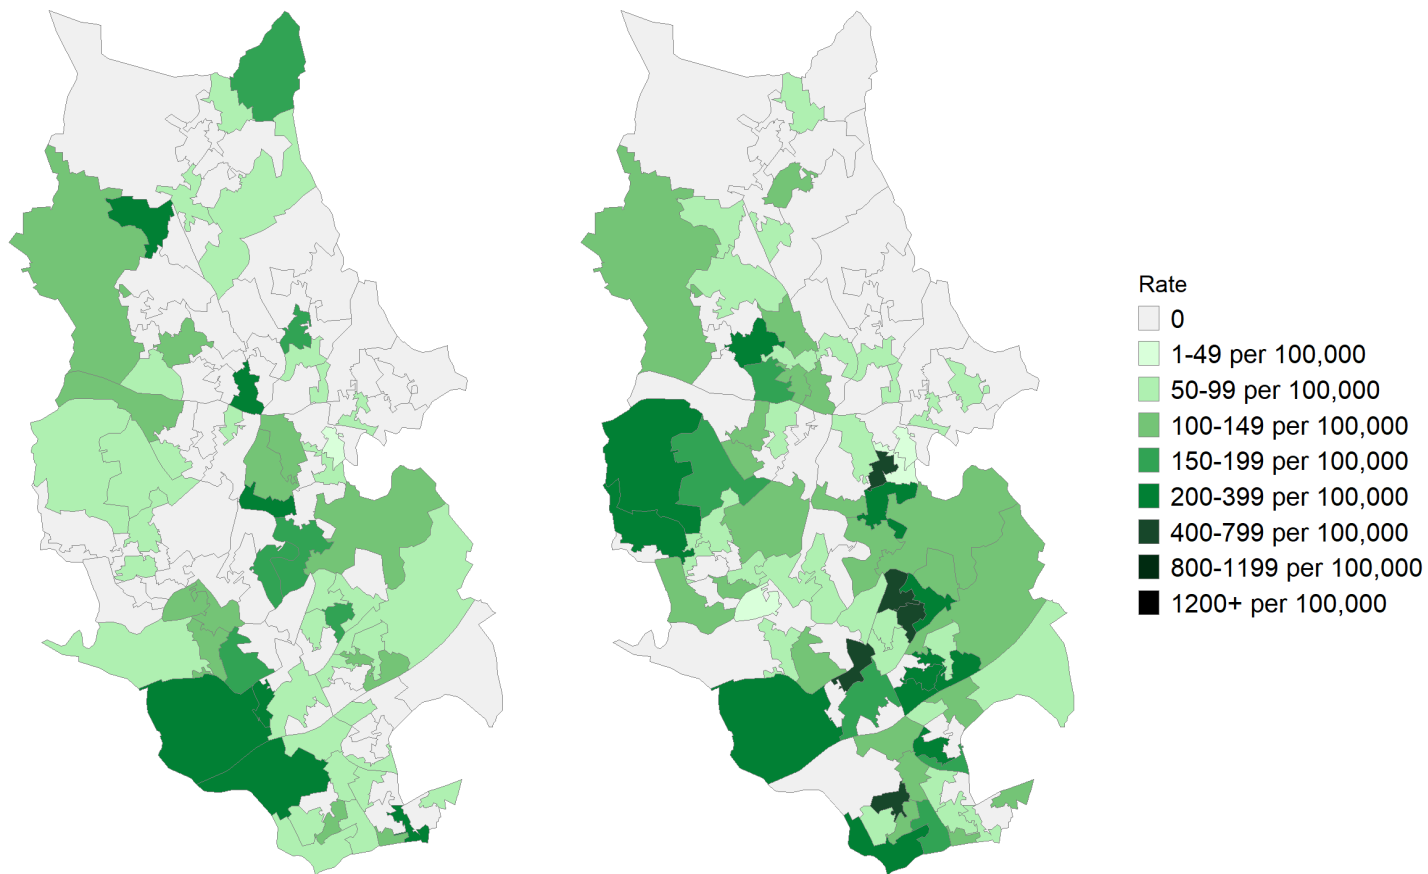 Rate
0
1-49 per 100,000
50-99 per 100,000
100-149 per 100,000
150-199 per 100,000
200-399 per 100,000
400-799 per 100,000
800-1199 per 100,000
1200+ per 100,000